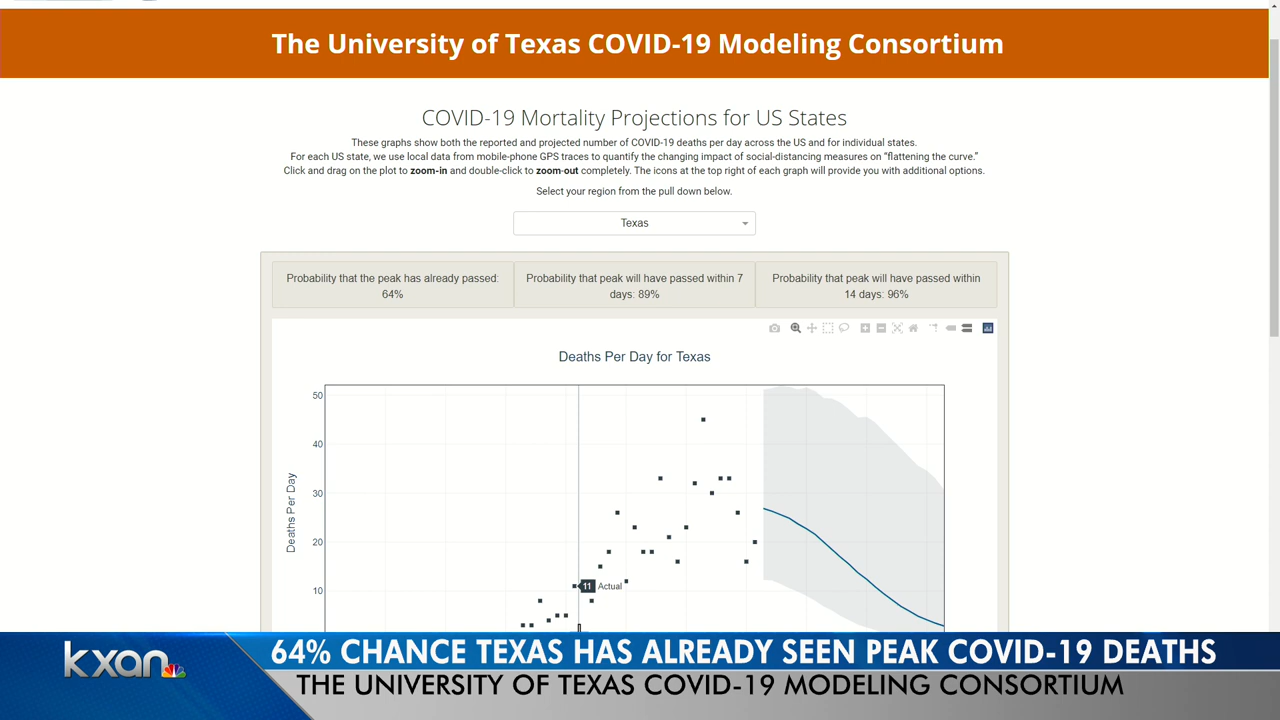 The University of Texas COVID-19 Modeling Consortium
COVID-19 Mortality Projections for US States
These graphs show both the reported and projected number of COVID-19 deaths per day across the US and for individual states.
For each US state, we use local data from mobile-phone GPS traces to quantify the changing impact of social-distancing measures on “flattening the curve.”
Click and drag on the plot to zoom-in and double-click to zoom-out completely. The icons at the top right of each graph will provide you with additional options.
Select your region from the pull down below.
Texas
Probability that the peak has already passed:
64%
Probability that peak will have passed within 7
days: 89%
Probability that peak will have passed within
14 days: 96%
Deaths Per Day for Texas
50
40
30
20
10
Deaths Per Day
11 Actual
kxan
64% CHANCE TEXAS HAS ALREADY SEEN PEAK COVID-19 DEATHS
THE UNIVERSITY OF TEXAS COVID-19 MODELING CONSORTIUM